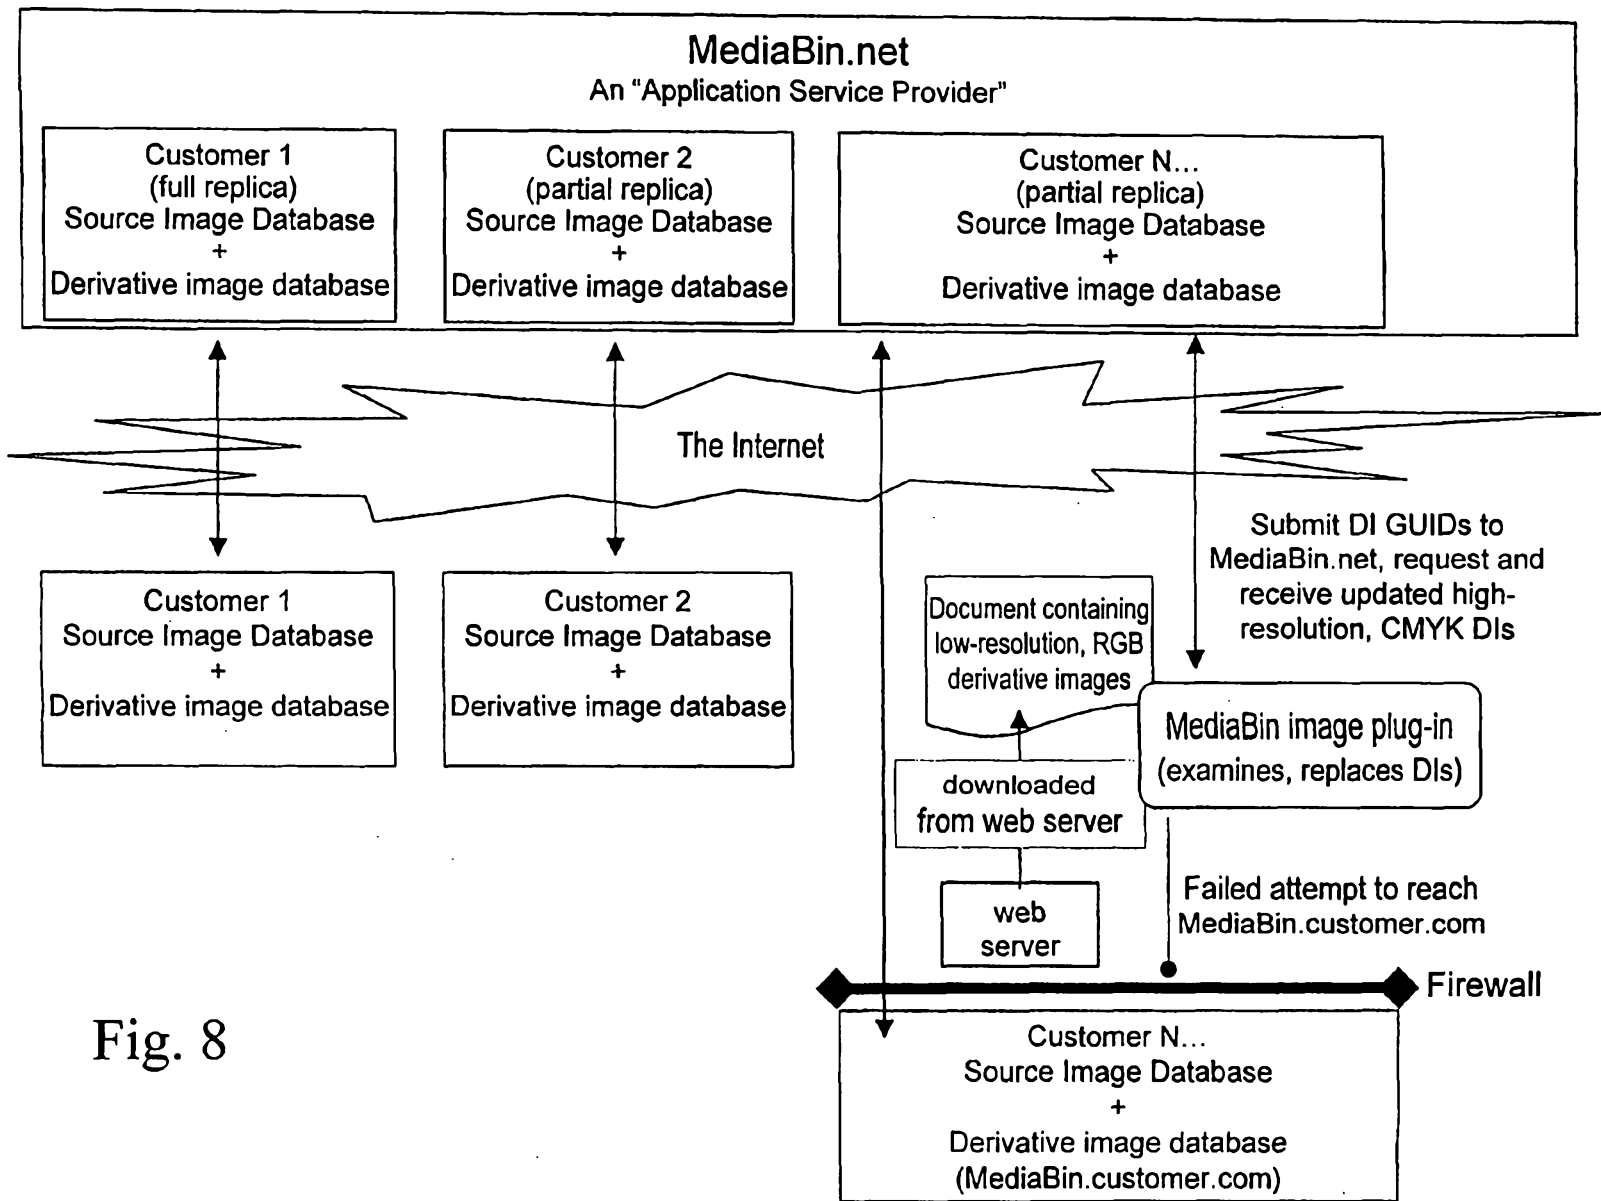 MediaBin.net
An “Application Service Provider”
Customer 1
(full replica)
Source Image Database
+
Derivative image database
Customer 2
(partial replica)
Source Image Database
+
Derivative image database
Customer N...
(partial replica)
Source Image Database
+
Derivative image database
The Internet
Submit DI GUIDs to
MediaBin.net, request and
receive updated high-
resolution, CMYK DIs
Customer 1
Source Image Database
+
Derivative image database
Customer 2
Source Image Database
+
Derivative image database
Document containing
low-resolution, RGB
derivative images
MediaBin image plug-in
(examines, replaces DIs)
downloaded
from web server
web
server
Failed attempt to reach
MediaBin.customer.com
Firewall
Customer N...
Source Image Database
+
Derivative image database
(MediaBin.customer.com)
Fig. 8